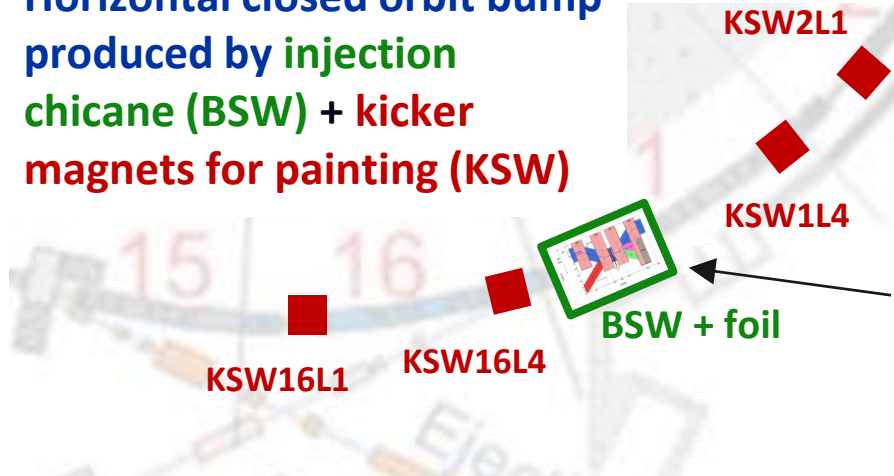 Horizontal closed orbit bump
produced by injection
chicane (BSW) + kicker
magnets for painting (KSW)
KSW2L1
1
KSW1L4
15
16
BSW + foil
KSW16L4
KSW16L1